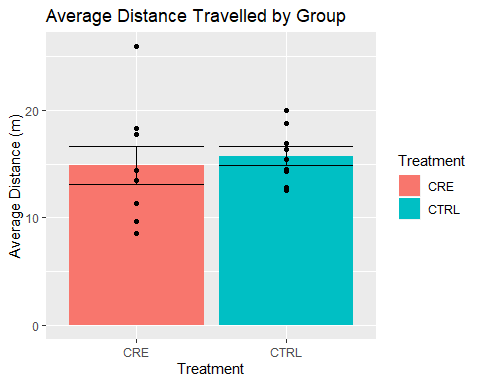 Average Distance Travelled by Group
Average Distance (m)
20
10
0
CRE
CTRL
Treatment
Treatment
CRE
CTRL